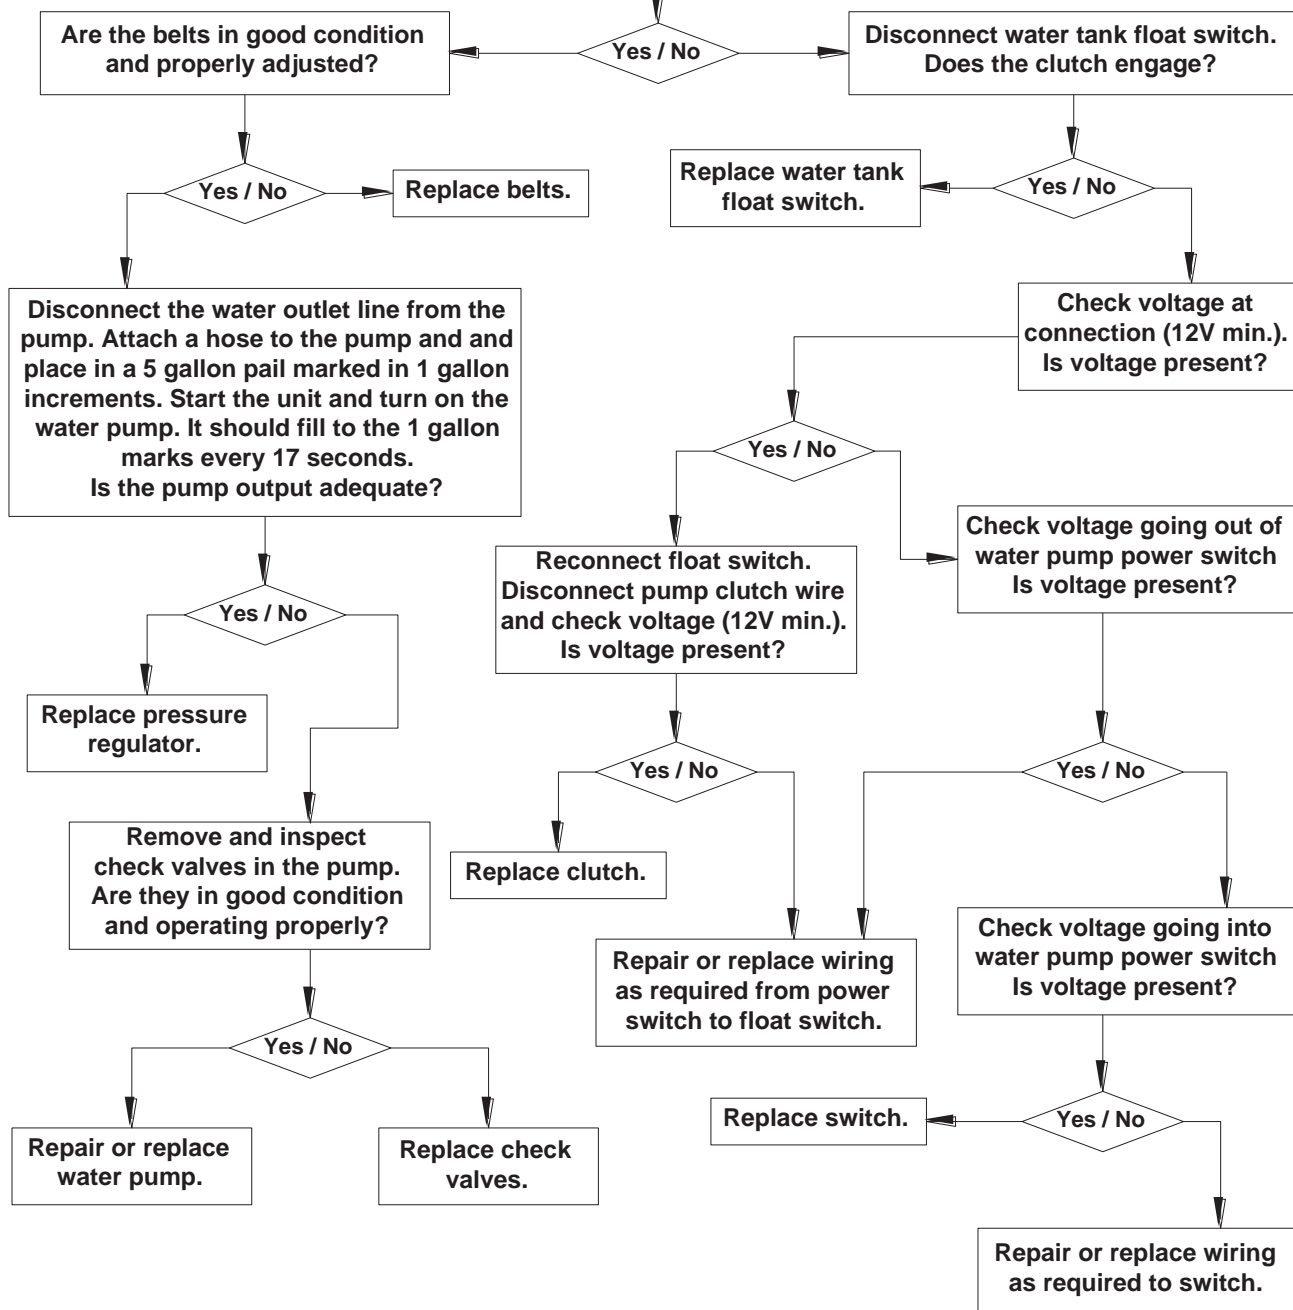 Are the belts in good condition
and properly adjusted?
Yes / No
Disconnect water tank float switch.
Does the clutch engage?
Yes / No
Replace belts.
Replace water tank
float switch.
Yes / No
Disconnect the water outlet line from the
pump. Attach a hose to the pump and and
place in a 5 gallon pail marked in 1 gallon
increments. Start the unit and turn on the
water pump. It should fill to the 1 gallon
marks every 17 seconds.
Is the pump output adequate?
Check voltage at
connection (12V min.).
Is voltage present?
Yes / No
Reconnect float switch.
Disconnect pump clutch wire
and check voltage (12V min.).
Is voltage present?
Check voltage going out of
water pump power switch
Is voltage present?
Yes / No
Replace pressure
regulator.
Yes / No
Yes / No
Remove and inspect
check valves in the pump.
Are they in good condition
and operating properly?
Replace clutch.
Repair or replace wiring
as required from power
switch to float switch.
Check voltage going into
water pump power switch
Is voltage present?
Yes / No
Replace switch.
Yes / No
Repair or replace
water pump.
Replace check
valves.
Repair or replace wiring
as required to switch.